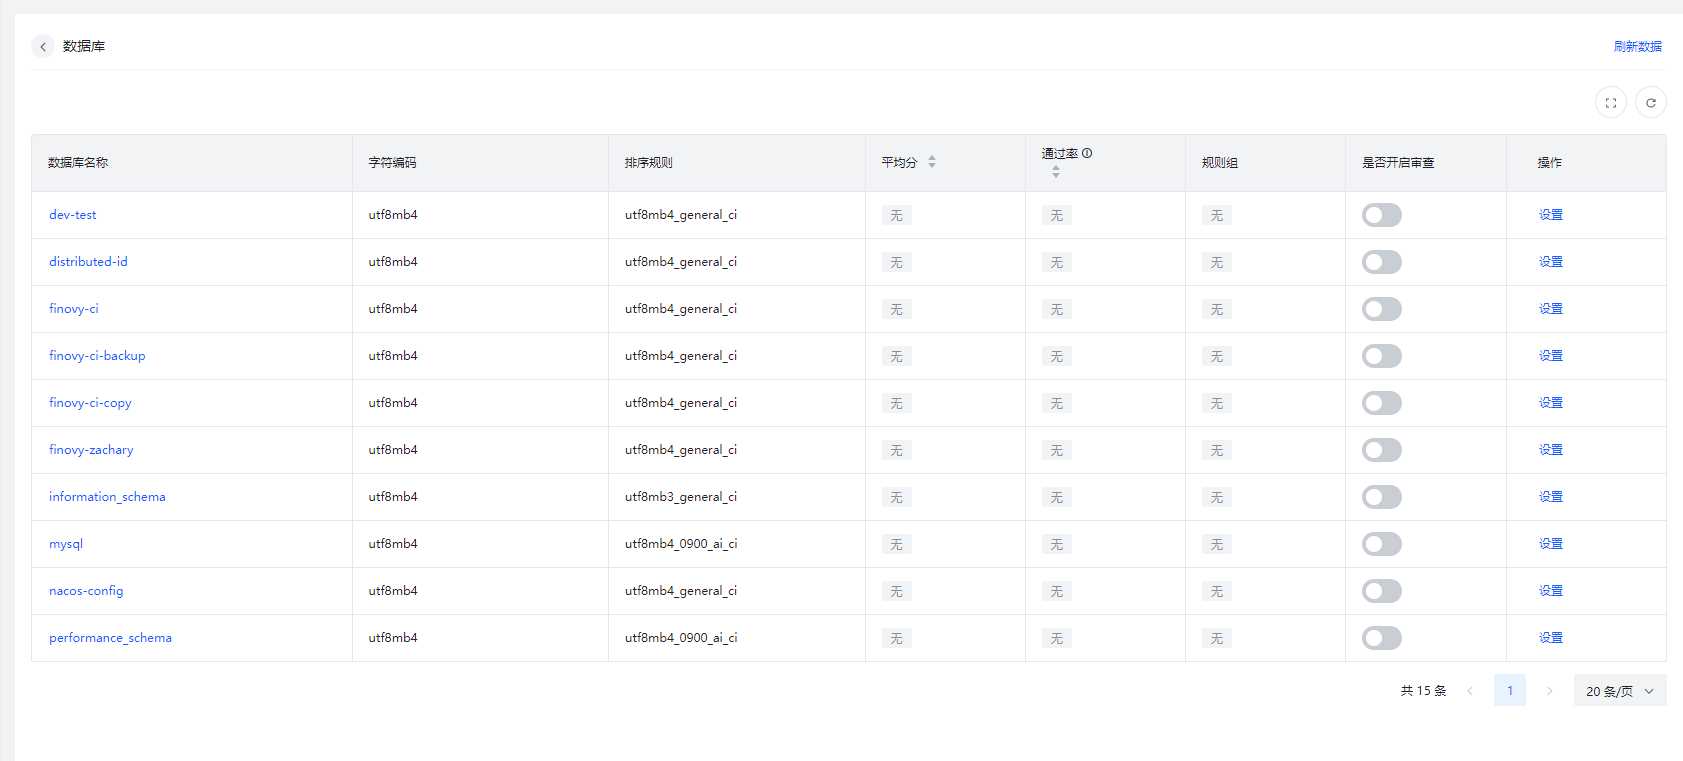 数据库
刷新数据
数据库名称 字符编码 排序规则 平均分 通过率 规则组 是否开启审查 操作
dev-test utf8mb4 utf8mb4_general_ci 无 无 无 设置
distributed-id utf8mb4 utf8mb4_general_ci 无 无 无 设置
finovy-ci utf8mb4 utf8mb4_general_ci 无 无 无 设置
finovy-ci-backup utf8mb4 utf8mb4_general_ci 无 无 无 设置
finovy-ci-copy utf8mb4 utf8mb4_general_ci 无 无 无 设置
finovy-zachary utf8mb4 utf8mb4_general_ci 无 无 无 设置
information_schema utf8mb4 utf8mb3_general_ci 无 无 无 设置
mysql utf8mb4 utf8mb4_0900_ai_ci 无 无 无 设置
nacos-config utf8mb4 utf8mb4_general_ci 无 无 无 设置
performance_schema utf8mb4 utf8mb4_0900_ai_ci 无 无 无 设置
共 15 条 1 20 条/页